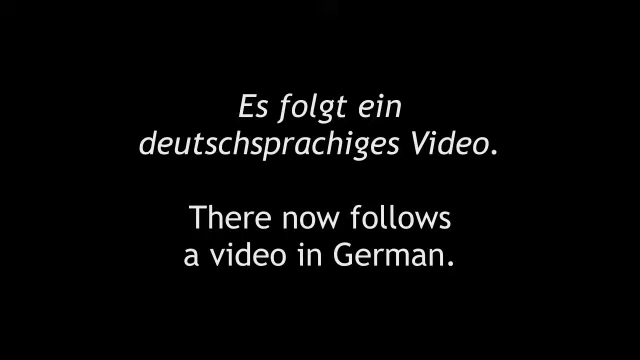 Es folgt ein
deutschsprachiges Video.
There now follows
a video in German.